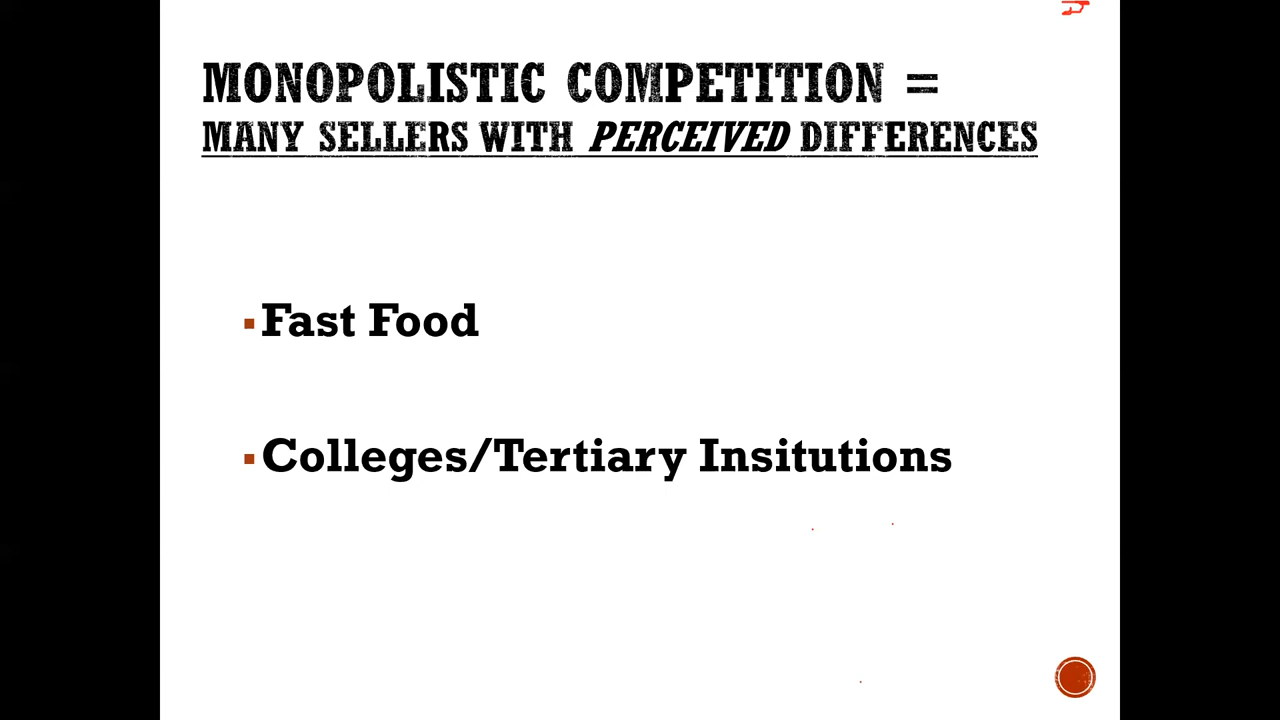 MONOPOLISTIC COMPETITION =
MANY SELLERS WITH PERCEIVED DIFFERENCES
▪Fast Food
▪Colleges/Tertiary Insitutions